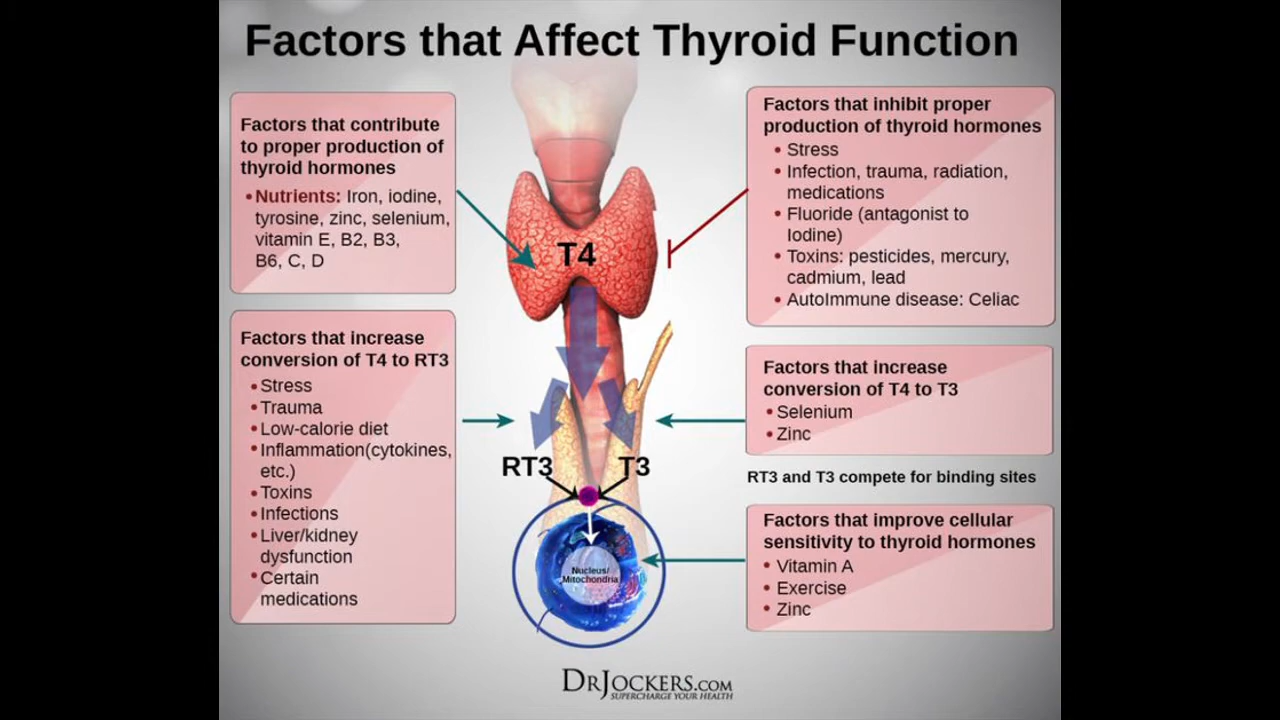 Factors that Affect Thyroid Function
Factors that contribute
to proper production of
thyroid hormones
• Nutrients: Iron, iodine,
tyrosine, zinc, selenium,
vitamin E, B2, B3,
B6, C, D
Factors that increase
conversion of T4 to RT3
• Stress
• Trauma
• Low-calorie diet
• Inflammation(cytokines,
etc.)
• Toxins
• Infections
• Liver/kidney
dysfunction
• Certain
medications
T4
RT3
T3
Nucleus/
Mitochondria
Factors that inhibit proper
production of thyroid hormones
• Stress
• Infection, trauma, radiation,
medications
• Fluoride (antagonist to
Iodine)
• Toxins: pesticides, mercury,
cadmium, lead
• AutoImmune disease: Celiac
Factors that increase
conversion of T4 to T3
• Selenium
• Zinc
RT3 and T3 compete for binding sites
Factors that improve cellular
sensitivity to thyroid hormones
• Vitamin A
• Exercise
• Zinc
DRJOCKERS.COM
SUPERCHARGE YOUR HEALTH